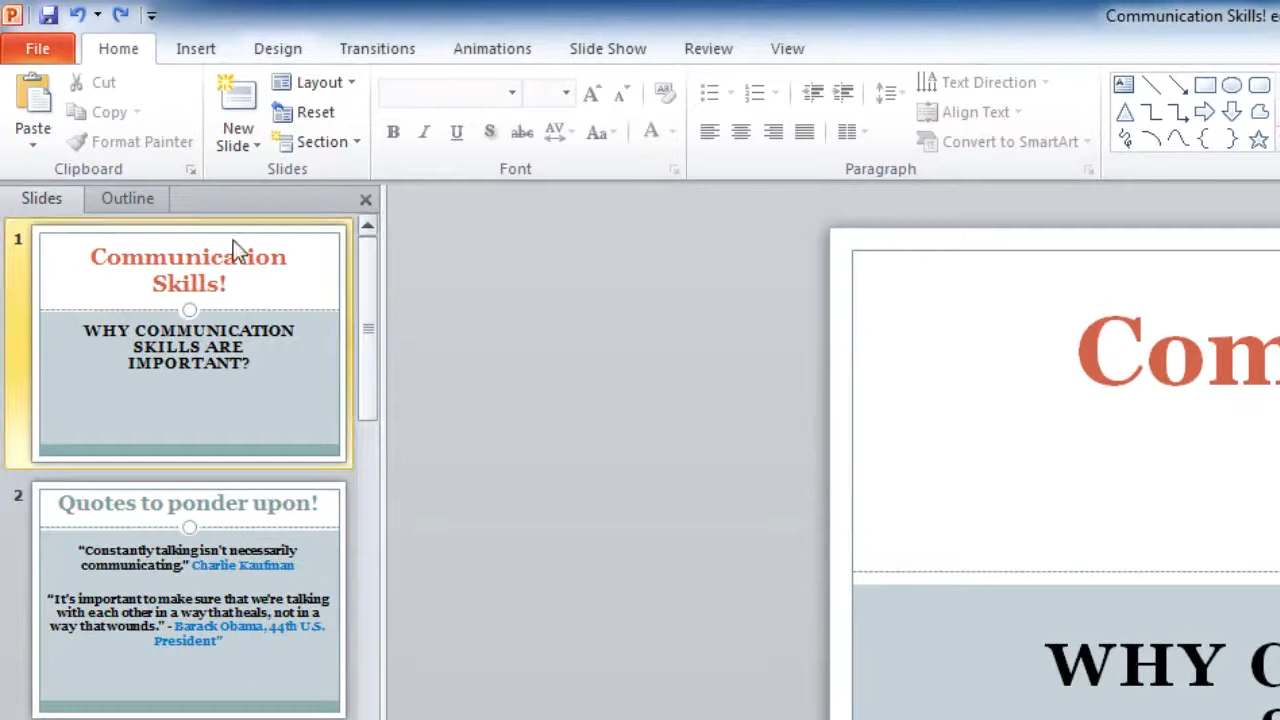 Communication Skills! e
File Home Insert Design Transitions Animations Slide Show Review View
Paste
Cut
Copy
Format Painter
Clipboard
New
Slide
Layout
Reset
Section
Slides
B I U S abc AV Aa A
Font
Text Direction
Align Text
Convert to SmartArt
Paragraph
Slides Outline
1
Communication
Skills!
WHY COMMUNICATION
SKILLS ARE
IMPORTANT?
2
Quotes to ponder upon!
“Constantly talking isn't necessarily
communicating.” Charlie Kaufman
“It's important to make sure that we're talking
with each other in a way that heals, not in a
way that wounds.” - Barack Obama, 44th U.S.
President”
Com
WHY C